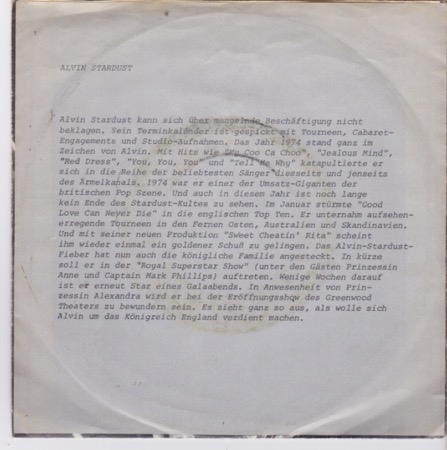 ALVIN STARDUST
Alvin Stardust kann sich über mangelnde Beschäftigung nicht
beklagen. Sein Terminkalender ist gespickt mit Tourneen, Cabaret-
Engagements und Studio-Aufnahmen. Das Jahr 1974 stand ganz im
Zeichen von Alvin. Mit Hits wie "My Coo Ca Choo", "Jealous Mind",
"Red Dress", "You, You, You" und "Tell Me Why" katapultierte er
sich in die Reihe der beliebtesten Sänger diesseits und jenseits
des Ärmelkanals. 1974 war er einer der Umsatz-Giganten der
britischen Pop Szene. Und auch in diesem Jahr ist noch lange
kein Ende des Stardust-Kultes zu sehen. Im Januar stürmte "Good
Love Can Never Die" in die englischen Top Ten. Er unternahm aufsehen-
erregende Tourneen in den Fernen Osten, Australien und Skandinavien.
Und mit seiner neuen Produktion "Sweet Cheatin' Rita" scheint
ihm wieder einmal ein goldener Schuß zu gelingen. Das Alvin-Stardust-
Fieber hat nun auch die königliche Familie angesteckt. In kürze
soll er in der "Royal Superstar Show" (unter den Gästen Prinzessin
Anne und Captain Mark Phillips) auftreten. Wenige Wochen darauf
ist er erneut Star eines Galaabends. In Anwesenheit von Prin-
zessin Alexandra wird er bei der Eröffnungsshow des Greenwood
Theaters zu bewundern sein. Es sieht ganz so aus, als wolle sich
Alvin um das Königreich England verdient machen.